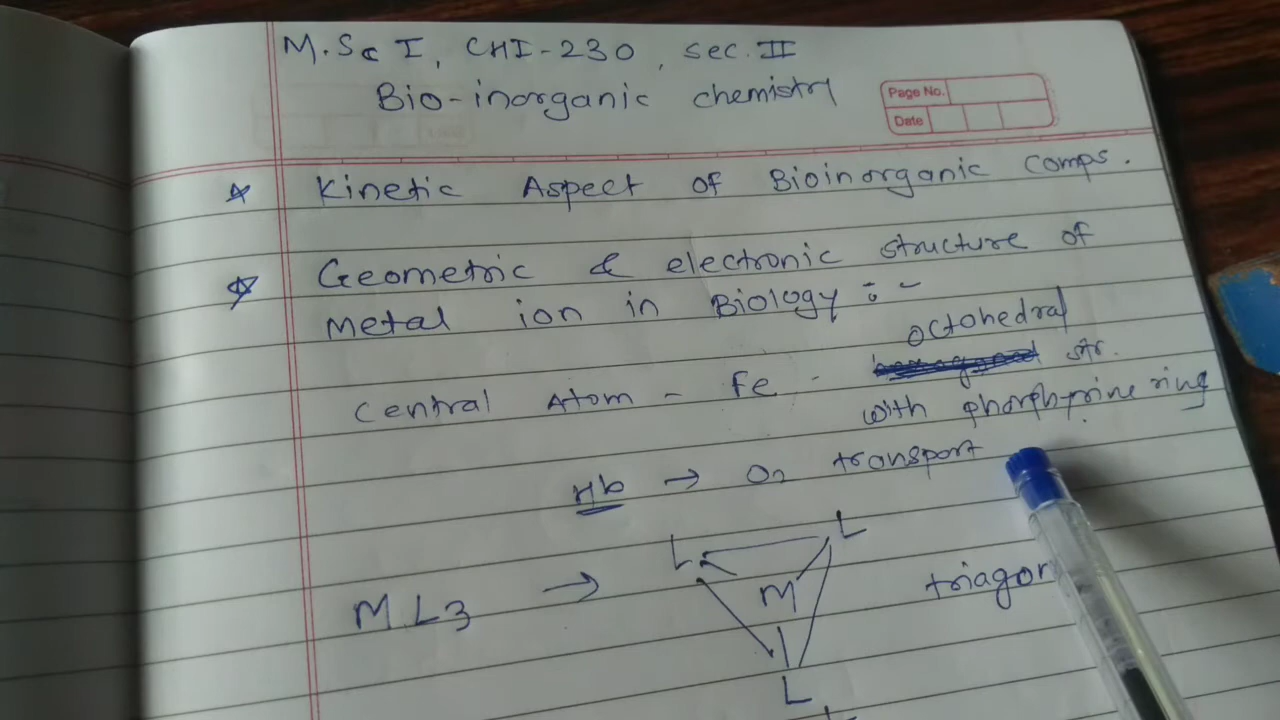 M.Sc I, CHI-230, sec. II
Bio-inorganic chemistry
Page No.
Date
Kinetic Aspect of Bioinorganic Comps.
Geometric & electronic structure of
Metal ion in Biology :-
octohedral
Central Atom - Fe - str.
with phorphyrine ring
Hb → O2 transport
L L
ML3 → M triagon
L